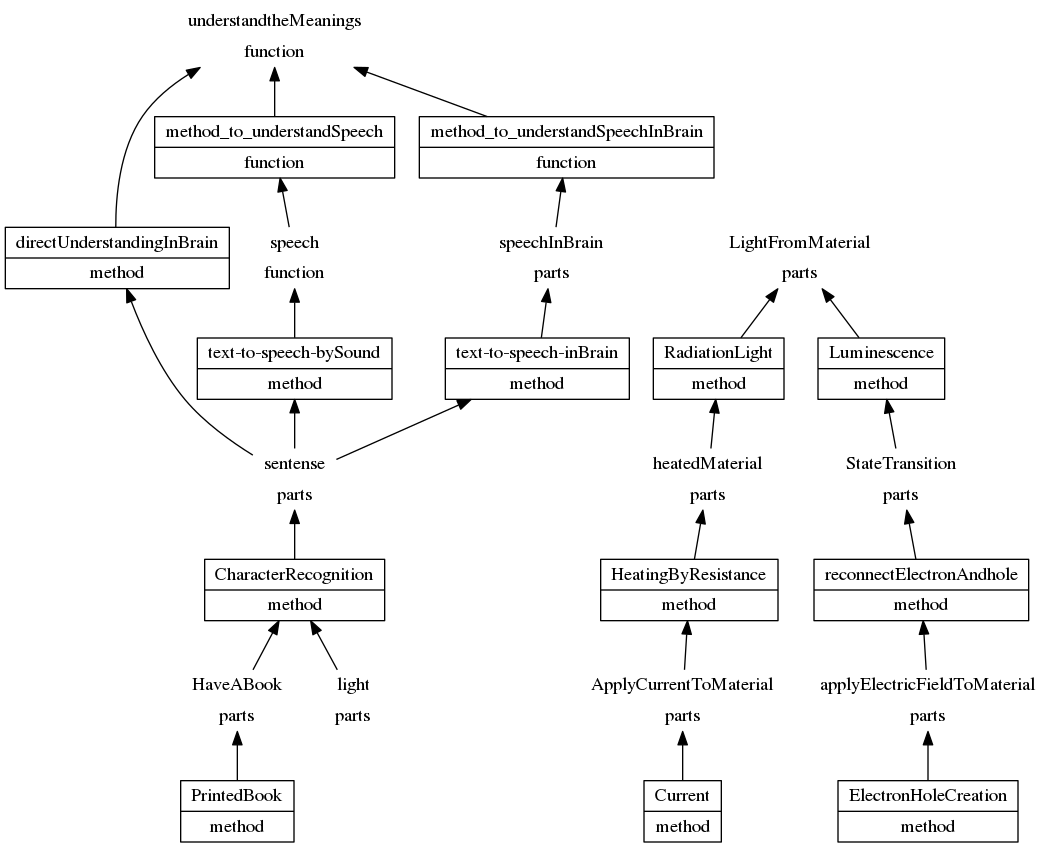 understandtheMeanings
function
method_to_understandSpeech
function
method_to_understandSpeechInBrain
function
directUnderstandingInBrain
method
speech
function
speechInBrain
parts
LightFromMaterial
parts
text-to-speech-bySound
method
text-to-speech-inBrain
method
RadiationLight
method
Luminescence
method
sentense
parts
heatedMaterial
parts
StateTransition
parts
CharacterRecognition
method
HeatingByResistance
method
reconnectElectronAndhole
method
HaveABook
parts
light
parts
ApplyCurrentToMaterial
parts
applyElectricFieldToMaterial
parts
PrintedBook
method
Current
method
ElectronHoleCreation
method